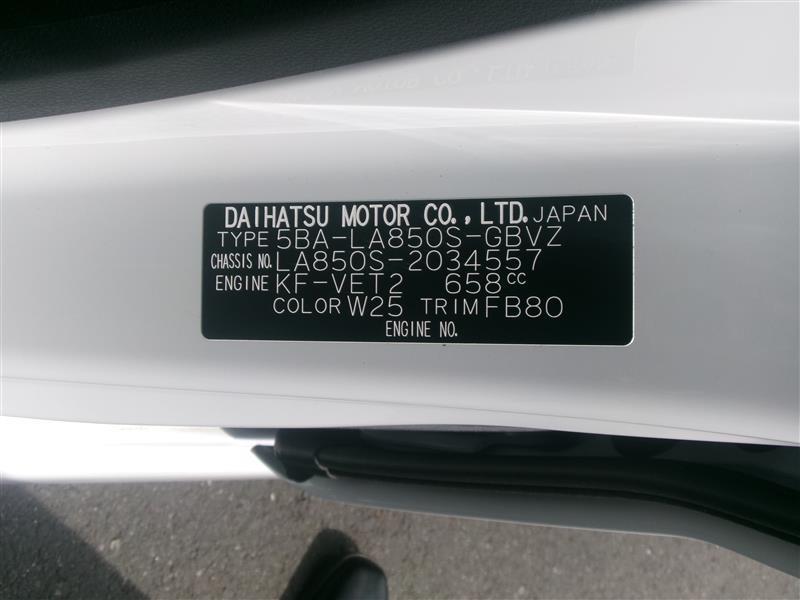 DAIHATSU MOTOR CO.,LTD. JAPAN
TYPE 5BA-LA850S-GBVZ
CHASSIS NO. LA850S-2034557
ENGINE KF-VET2 658cc
COLOR W25 TRIM FB80
ENGINE NO.